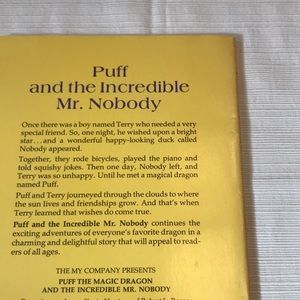 Puff
and the Incredible
Mr. Nobody
Once there was a boy named Terry who needed a very
special friend. So, one night, he wished upon a bright
star...and a wonderful happy-looking duck called
Nobody appeared.
Together, they rode bicycles, played the piano and
told squishy jokes. Then one day, Nobody left, and
Terry was so unhappy. Until he met a magical dragon
named Puff.
Puff and Terry journeyed through the clouds to where
the sun lives and friendships grow. And that's when
Terry learned that wishes do come true.
Puff and the Incredible Mr. Nobody continues the
exciting adventures of everyone's favorite dragon in a
charming and delightful story that will appeal to read-
ers of all ages.
THE MY COMPANY PRESENTS
PUFF THE MAGIC DRAGON
AND THE INCREDIBLE MR. NOBODY